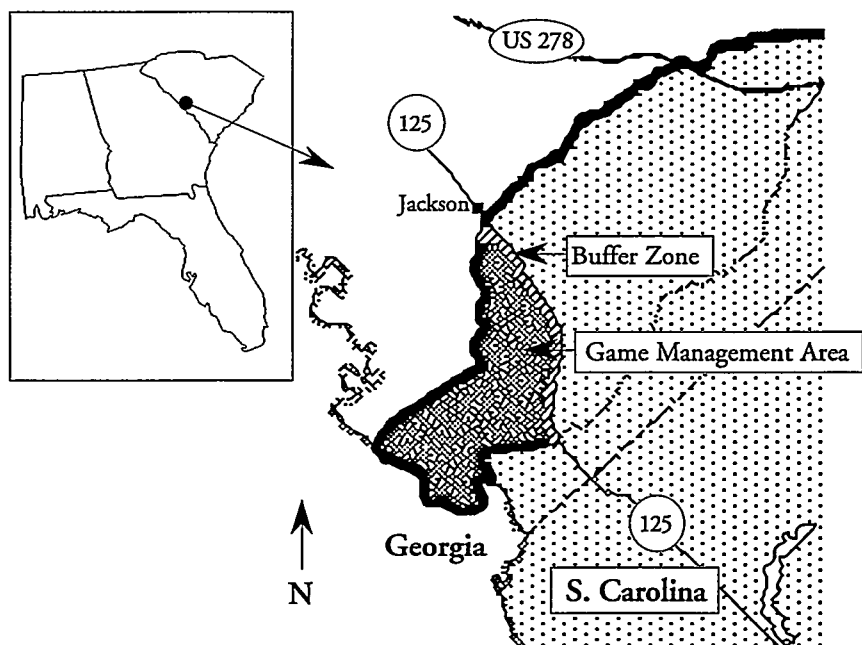 US 278
125
Jackson
Buffer Zone
Game Management Area
125
Georgia
N
S. Carolina